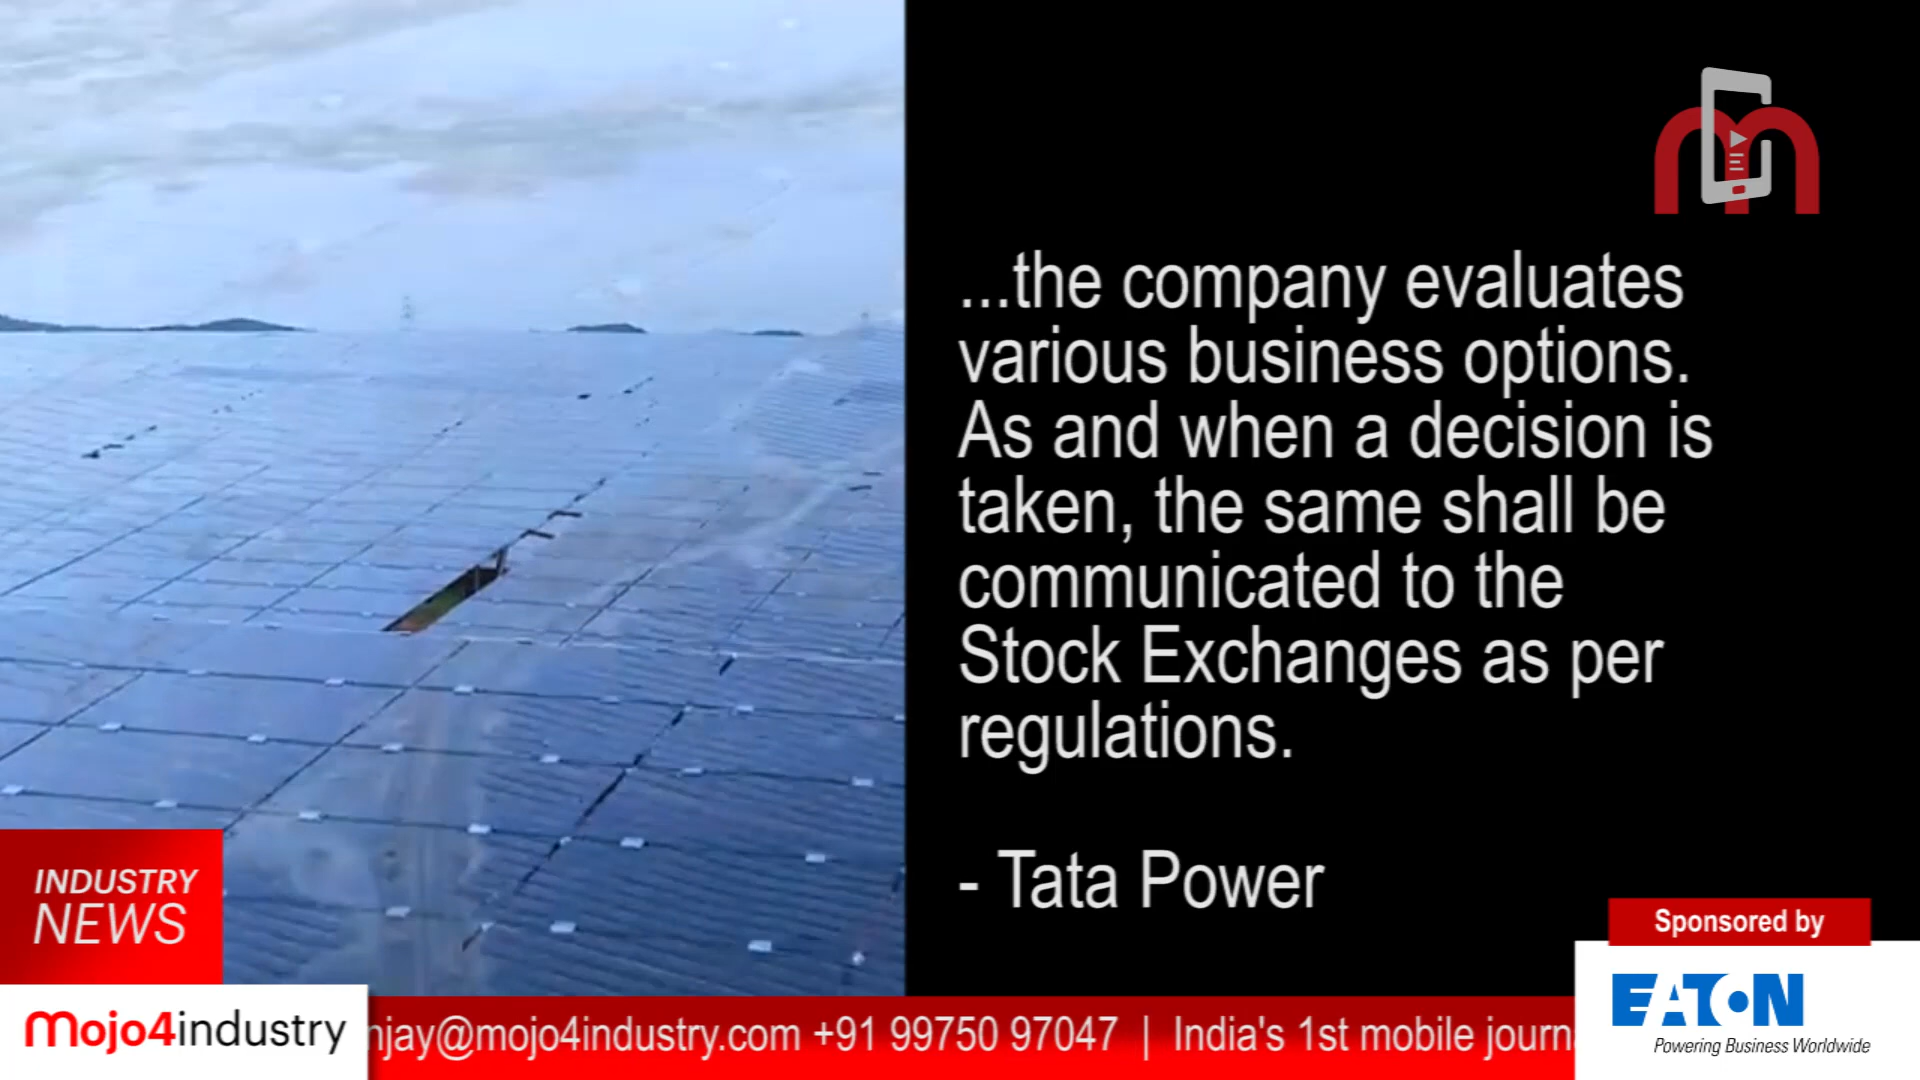 ...the company evaluates
various business options.
As and when a decision is
taken, the same shall be
communicated to the
Stock Exchanges as per
regulations.
- Tata Power
INDUSTRY
NEWS
Sponsored by
EATON
Powering Business Worldwide
mojo4industry
njay@mojo4industry.com +91 99750 97047 | India's 1st mobile journ